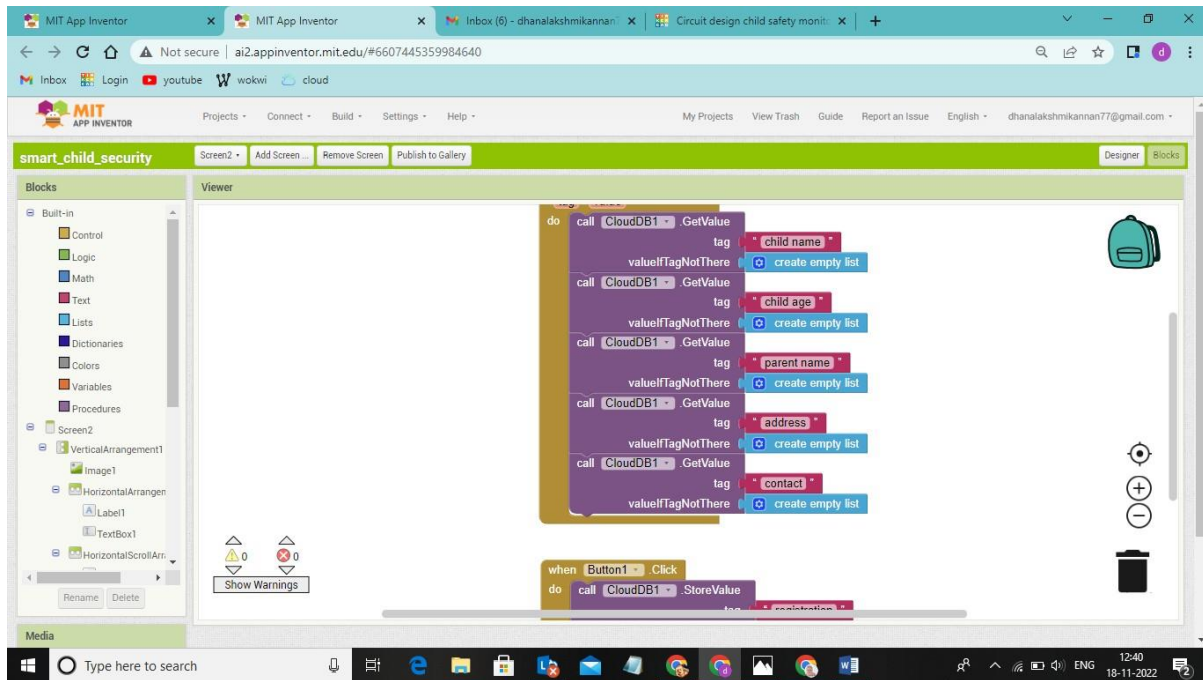 MIT App Inventor
MIT App Inventor
Inbox (6) - dhanalakshmikannan7
Circuit design child safety monito
Not secure | ai2.appinventor.mit.edu/#6607445359984640
d
Inbox Login youtube wokwi cloud
MIT
APP INVENTOR
Projects Connect Build Settings Help My Projects View Trash Guide Report an Issue English dhanalakshmikannan77@gmail.com
smart_child_security Screen2 Add Screen ... Remove Screen Publish to Gallery Designer Blocks
Blocks Viewer
Built-in
Control
Logic
Math
Text
Lists
Dictionaries
Colors
Variables
Procedures
Screen2
VerticalArrangement1
Image1
HorizontalArrangen
Label1
TextBox1
HorizontalScrollArr
Rename Delete
Media
tag value
do call CloudDB1 .GetValue
tag " child name "
valueIfTagNotThere create empty list
call CloudDB1 .GetValue
tag " child age "
valueIfTagNotThere create empty list
call CloudDB1 .GetValue
tag " parent name "
valueIfTagNotThere create empty list
call CloudDB1 .GetValue
tag " address "
valueIfTagNotThere create empty list
call CloudDB1 .GetValue
tag " contact "
valueIfTagNotThere create empty list
when Button1 .Click
do call CloudDB1 .StoreValue
tag " registration "
0 0
Show Warnings
Type here to search
ENG
12:40
18-11-2022
2